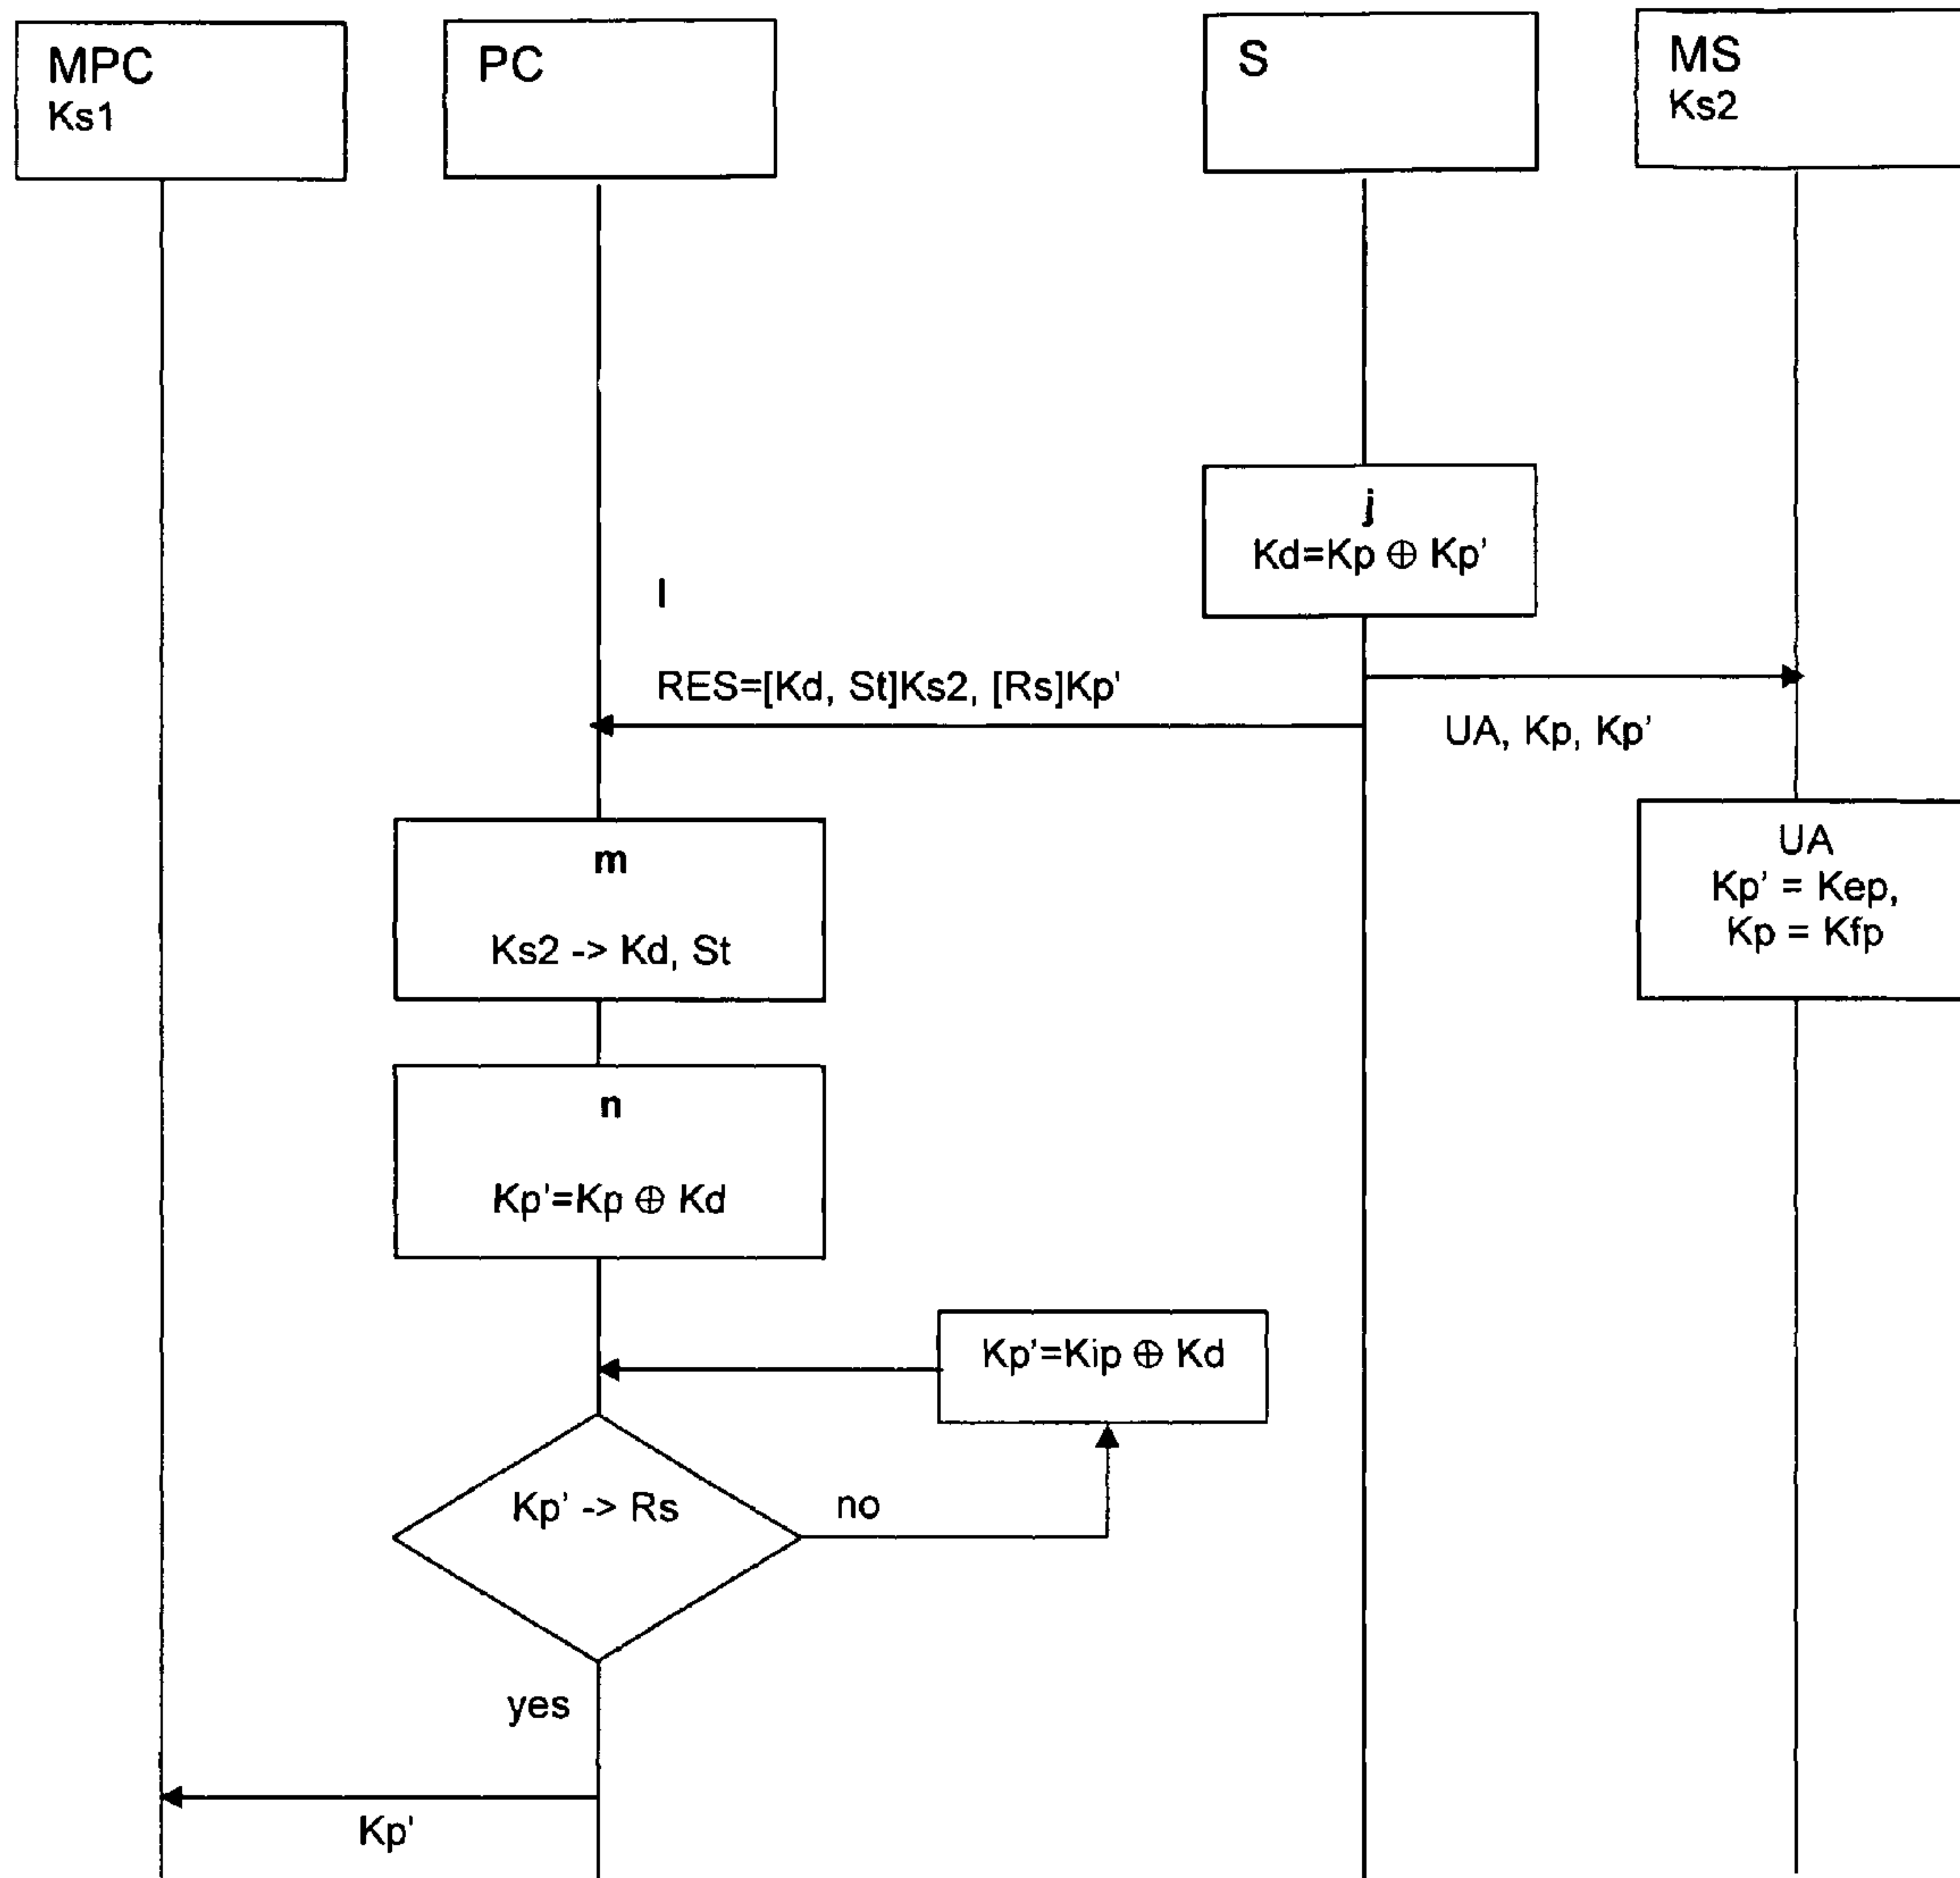 MPC
Ks1
PC
S
MS
Ks2
j
Kd=Kp ⊕ Kp'
l
RES=[Kd, St]Ks2, [Rs]Kp'
UA, Kp, Kp'
UA
Kp' = Kep,
Kp = Kfp
m
Ks2 -> Kd, St
n
Kp'=Kp ⊕ Kd
Kp'=Kip ⊕ Kd
Kp' -> Rs
no
yes
Kp'